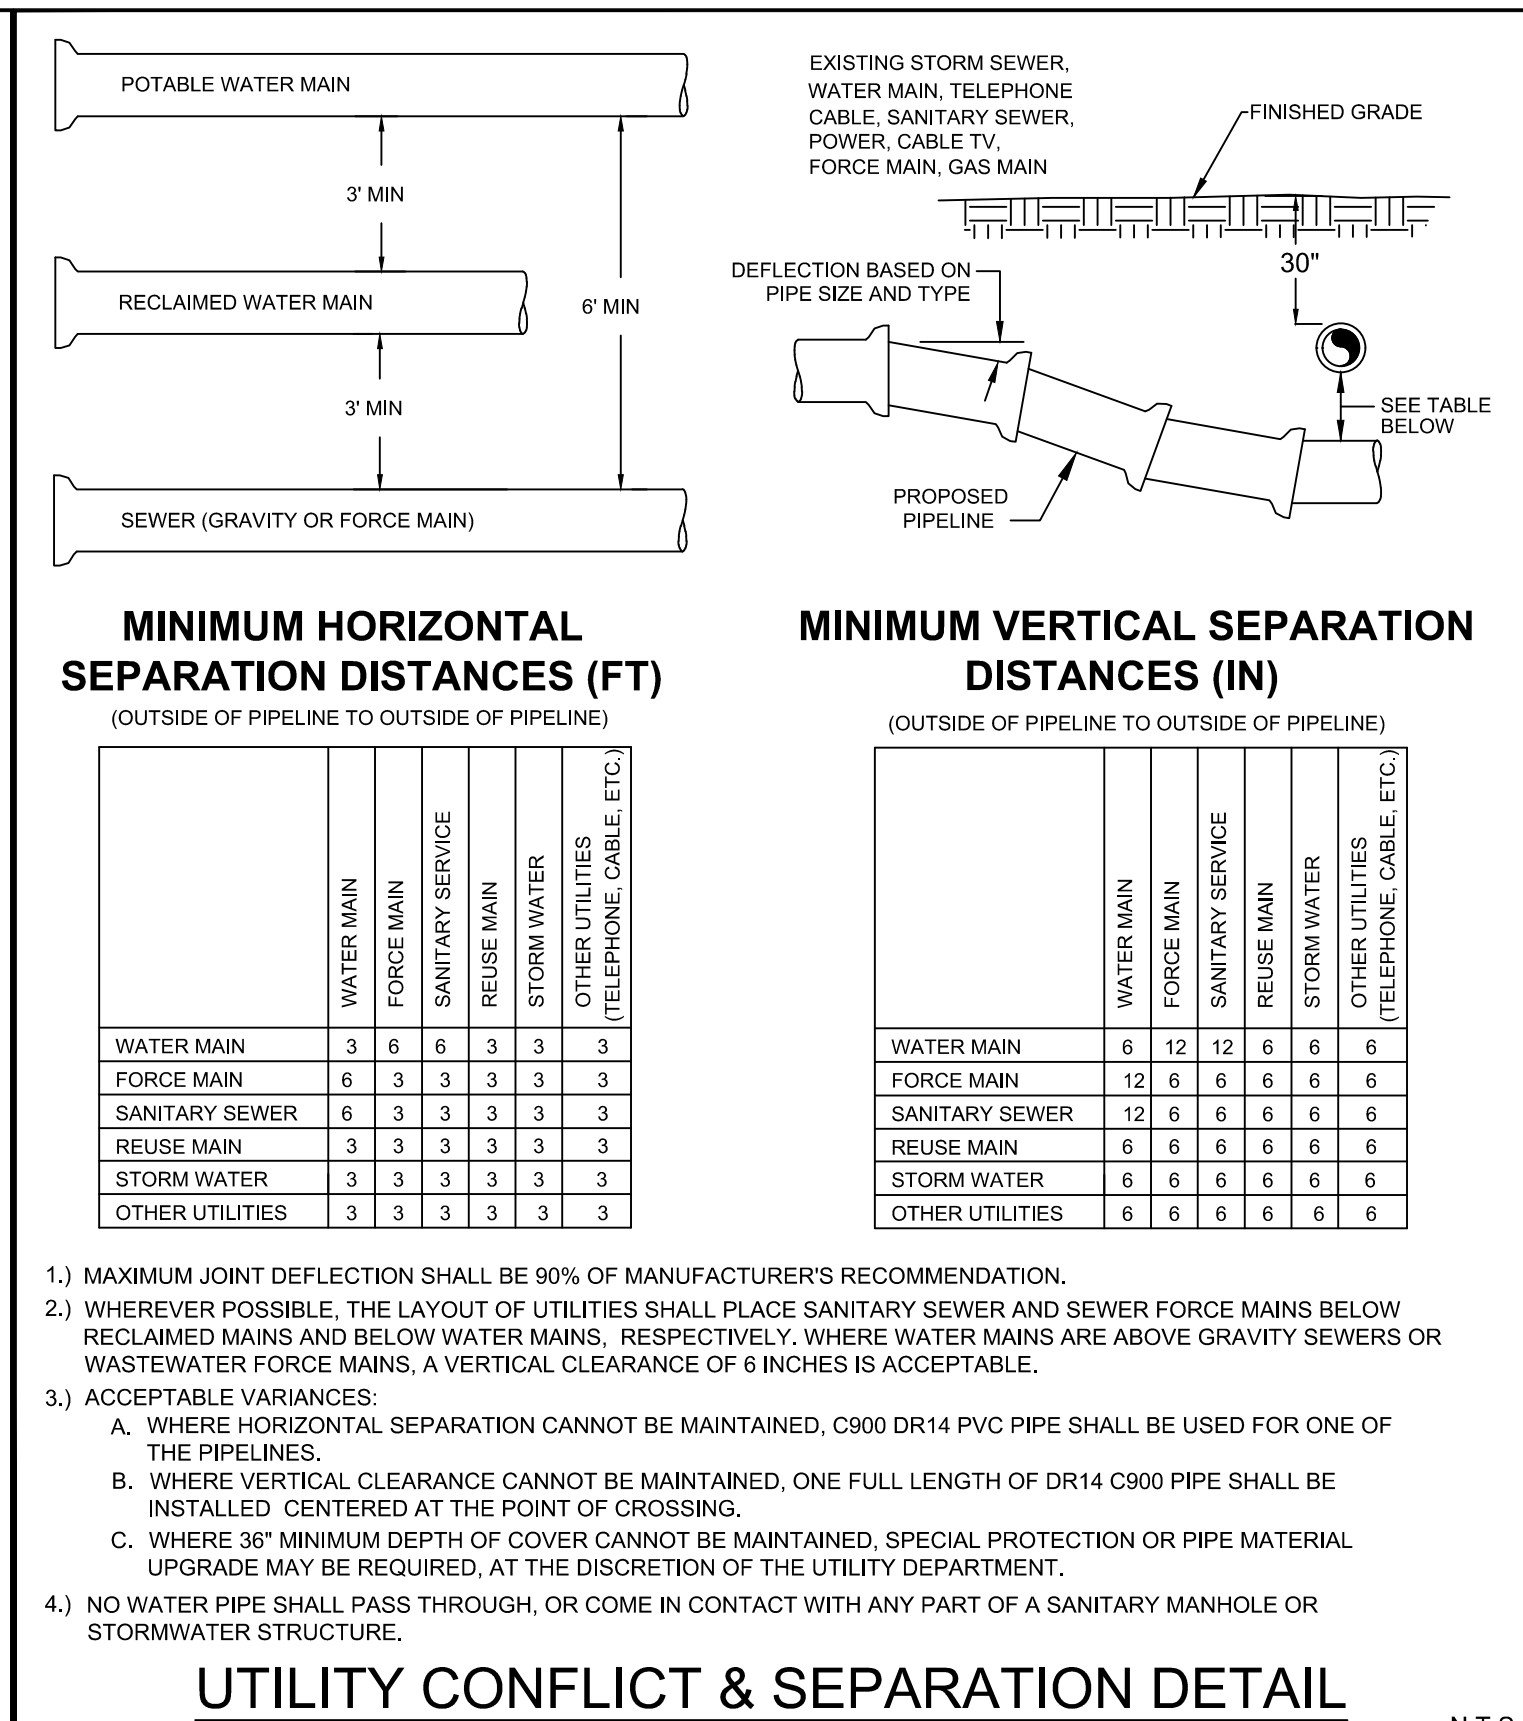 POTABLE WATER MAIN
3' MIN
RECLAIMED WATER MAIN
6' MIN
3' MIN
SEWER (GRAVITY OR FORCE MAIN)
EXISTING STORM SEWER,
WATER MAIN, TELEPHONE
CABLE, SANITARY SEWER,
POWER, CABLE TV,
FORCE MAIN, GAS MAIN
FINISHED GRADE
30"
DEFLECTION BASED ON
PIPE SIZE AND TYPE
SEE TABLE
BELOW
PROPOSED
PIPELINE
MINIMUM HORIZONTAL
SEPARATION DISTANCES (FT)
(OUTSIDE OF PIPELINE TO OUTSIDE OF PIPELINE)
WATER MAIN
FORCE MAIN
SANITARY SERVICE
REUSE MAIN
STORM WATER
OTHER UTILITIES
(TELEPHONE, CABLE, ETC.)
WATER MAIN 3 6 6 3 3 3
FORCE MAIN 6 3 3 3 3 3
SANITARY SEWER 6 3 3 3 3 3
REUSE MAIN 3 3 3 3 3 3
STORM WATER 3 3 3 3 3 3
OTHER UTILITIES 3 3 3 3 3 3
MINIMUM VERTICAL SEPARATION
DISTANCES (IN)
(OUTSIDE OF PIPELINE TO OUTSIDE OF PIPELINE)
WATER MAIN
FORCE MAIN
SANITARY SERVICE
REUSE MAIN
STORM WATER
OTHER UTILITIES
(TELEPHONE, CABLE, ETC.)
WATER MAIN 6 12 12 6 6 6
FORCE MAIN 12 6 6 6 6 6
SANITARY SEWER 12 6 6 6 6 6
REUSE MAIN 6 6 6 6 6 6
STORM WATER 6 6 6 6 6 6
OTHER UTILITIES 6 6 6 6 6 6
1.) MAXIMUM JOINT DEFLECTION SHALL BE 90% OF MANUFACTURER'S RECOMMENDATION.
2.) WHEREVER POSSIBLE, THE LAYOUT OF UTILITIES SHALL PLACE SANITARY SEWER AND SEWER FORCE MAINS BELOW
RECLAIMED MAINS AND BELOW WATER MAINS, RESPECTIVELY. WHERE WATER MAINS ARE ABOVE GRAVITY SEWERS OR
WASTEWATER FORCE MAINS, A VERTICAL CLEARANCE OF 6 INCHES IS ACCEPTABLE.
3.) ACCEPTABLE VARIANCES:
A. WHERE HORIZONTAL SEPARATION CANNOT BE MAINTAINED, C900 DR14 PVC PIPE SHALL BE USED FOR ONE OF
THE PIPELINES.
B. WHERE VERTICAL CLEARANCE CANNOT BE MAINTAINED, ONE FULL LENGTH OF DR14 C900 PIPE SHALL BE
INSTALLED CENTERED AT THE POINT OF CROSSING.
C. WHERE 36" MINIMUM DEPTH OF COVER CANNOT BE MAINTAINED, SPECIAL PROTECTION OR PIPE MATERIAL
UPGRADE MAY BE REQUIRED, AT THE DISCRETION OF THE UTILITY DEPARTMENT.
4.) NO WATER PIPE SHALL PASS THROUGH, OR COME IN CONTACT WITH ANY PART OF A SANITARY MANHOLE OR
STORMWATER STRUCTURE.
UTILITY CONFLICT & SEPARATION DETAIL